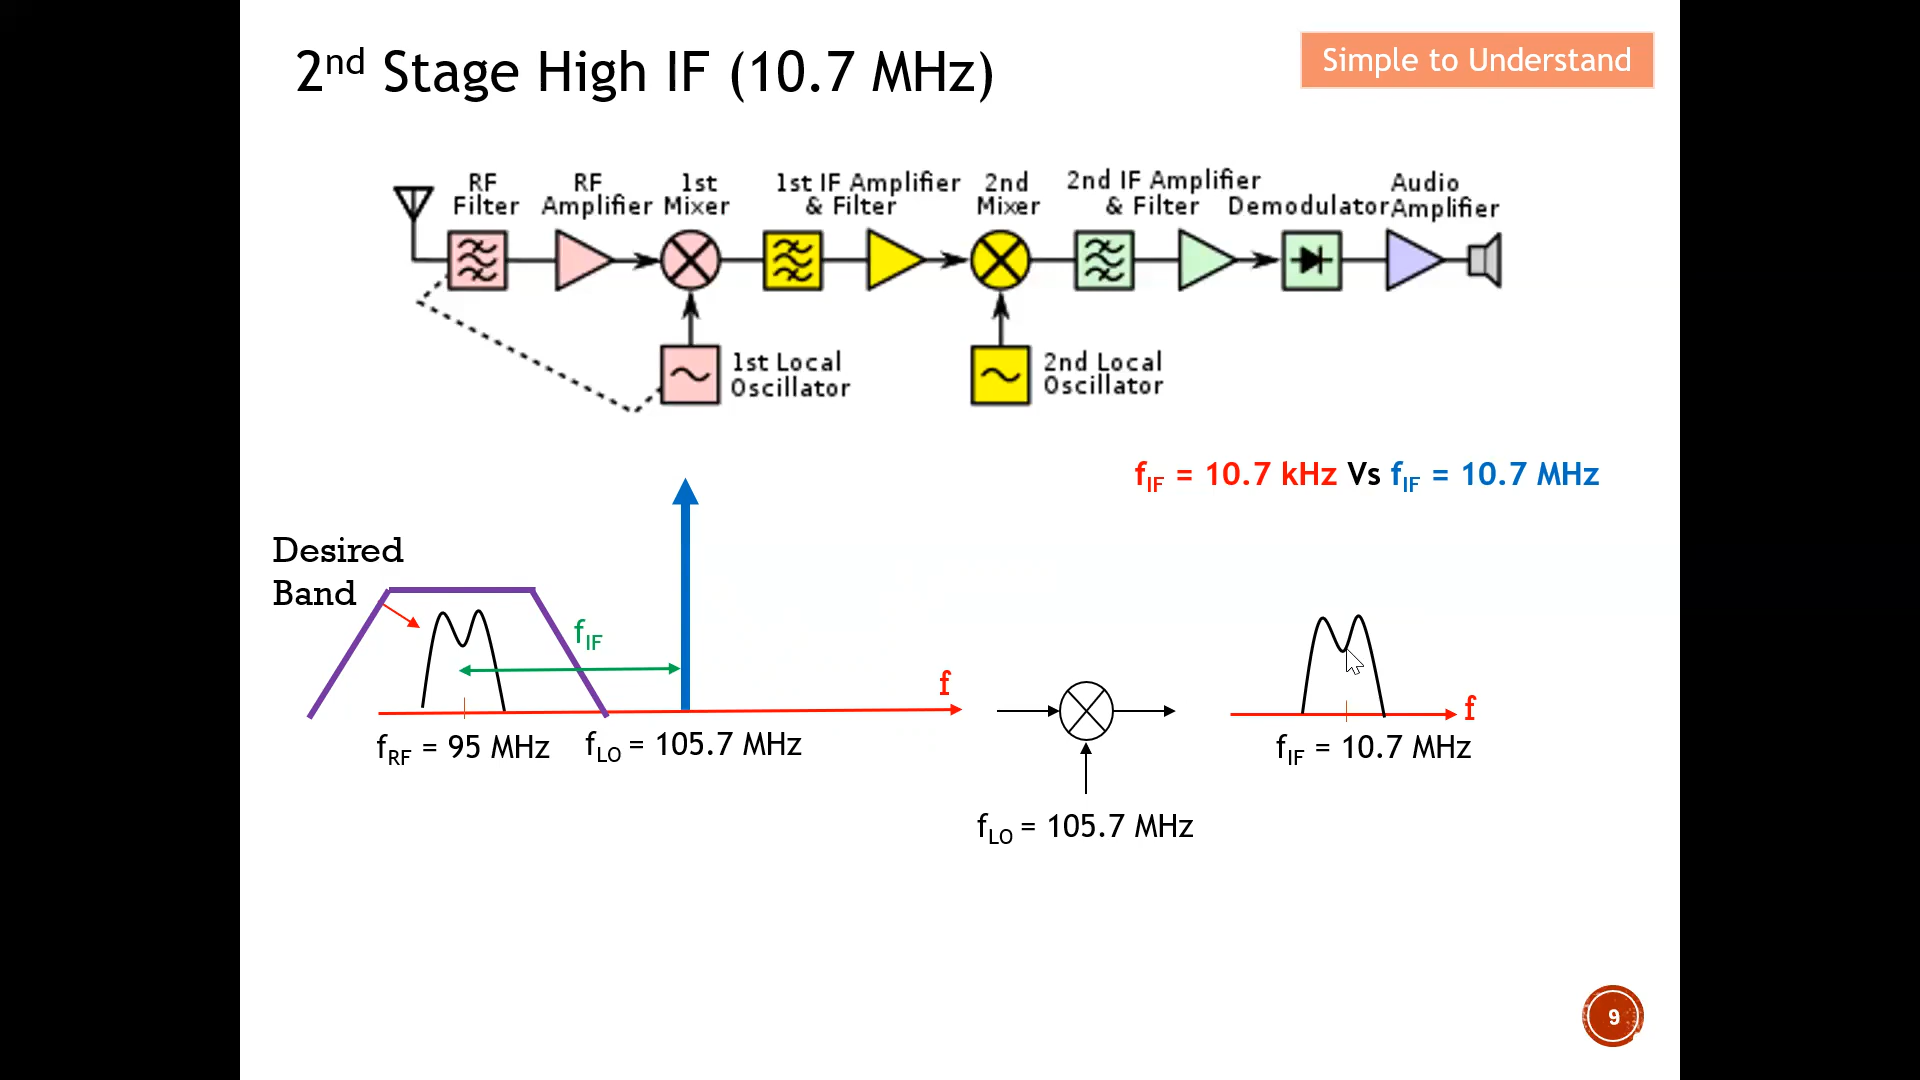 2nd Stage High IF (10.7 MHz)
Simple to Understand
RF Filter
RF Amplifier
1st Mixer
1st IF Amplifier & Filter
2nd Mixer
2nd IF Amplifier & Filter
Demodulator
Audio Amplifier
1st Local Oscillator
2nd Local Oscillator
fIF = 10.7 kHz Vs fIF = 10.7 MHz
Desired Band
fIF
f
fRF = 95 MHz
fLO = 105.7 MHz
fLO = 105.7 MHz
f
fIF = 10.7 MHz
9